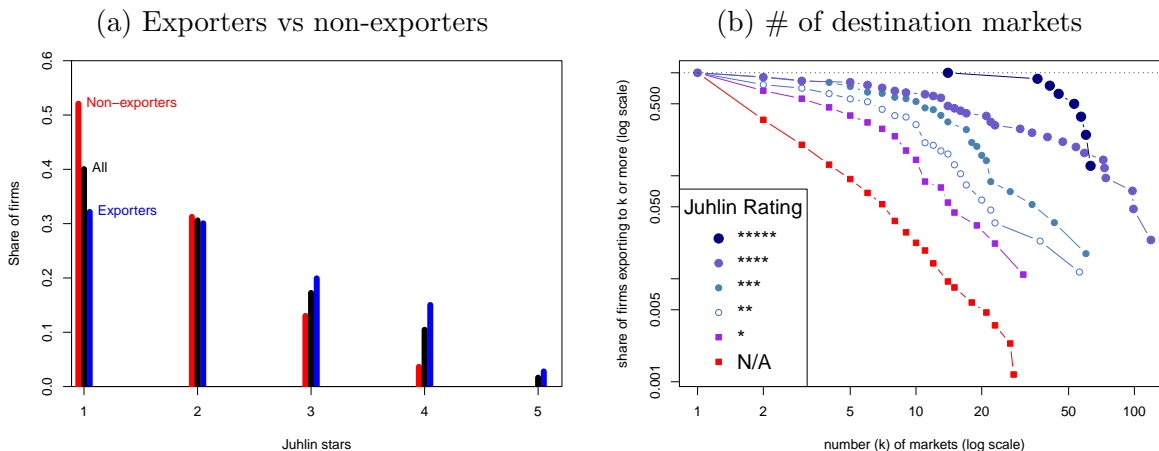 (a) Exporters vs non-exporters
0.6
0.5
0.4
0.3
0.2
0.1
0.0
Share of firms
Non−exporters
All
Exporters
1 2 3 4 5
Juhlin stars
(b) # of destination markets
0.500
0.050
0.005
0.001
share of firms exporting to k or more (log scale)
Juhlin Rating
*****
****
***
**
*
N/A
1 2 5 10 20 50 100
number (k) of markets (log scale)